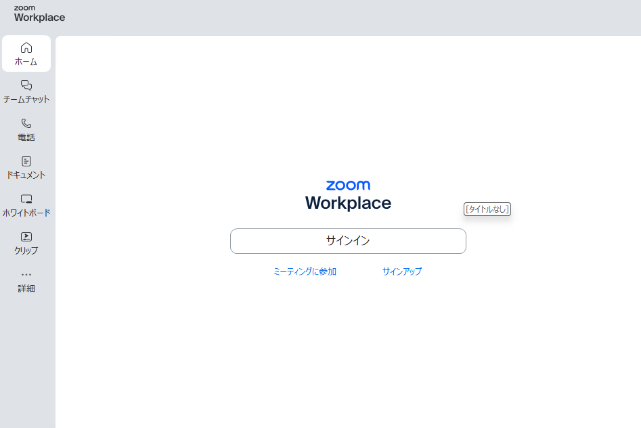 zoom
Workplace
ホーム
チームチャット
電話
ドキュメント
ホワイトボード
クリップ
詳細
zoom
Workplace
[タイトルなし]
サインイン
ミーティングに参加 サインアップ